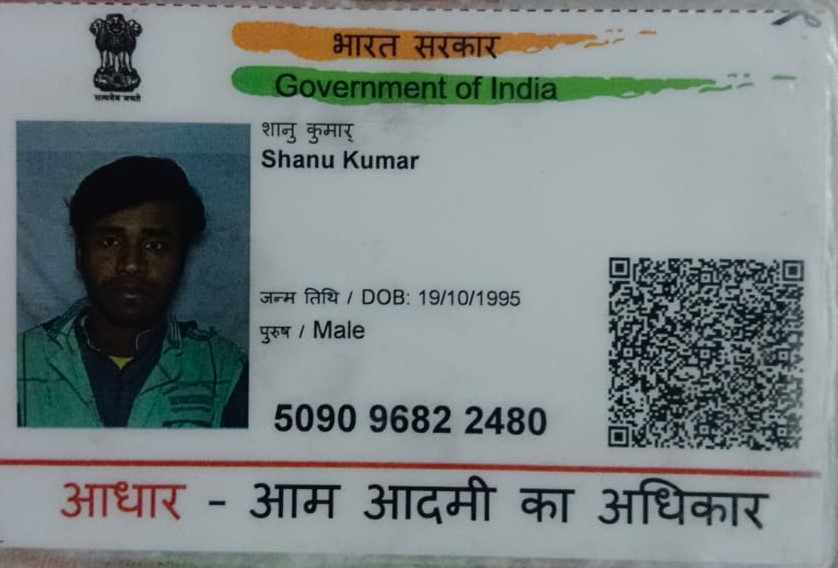 भारत सरकार
Government of India
सत्यमेव जयते
शानु कुमार्
Shanu Kumar
जन्म तिथि / DOB: 19/10/1995
पुरुष / Male
5090 9682 2480
आधार - आम आदमी का अधिकार